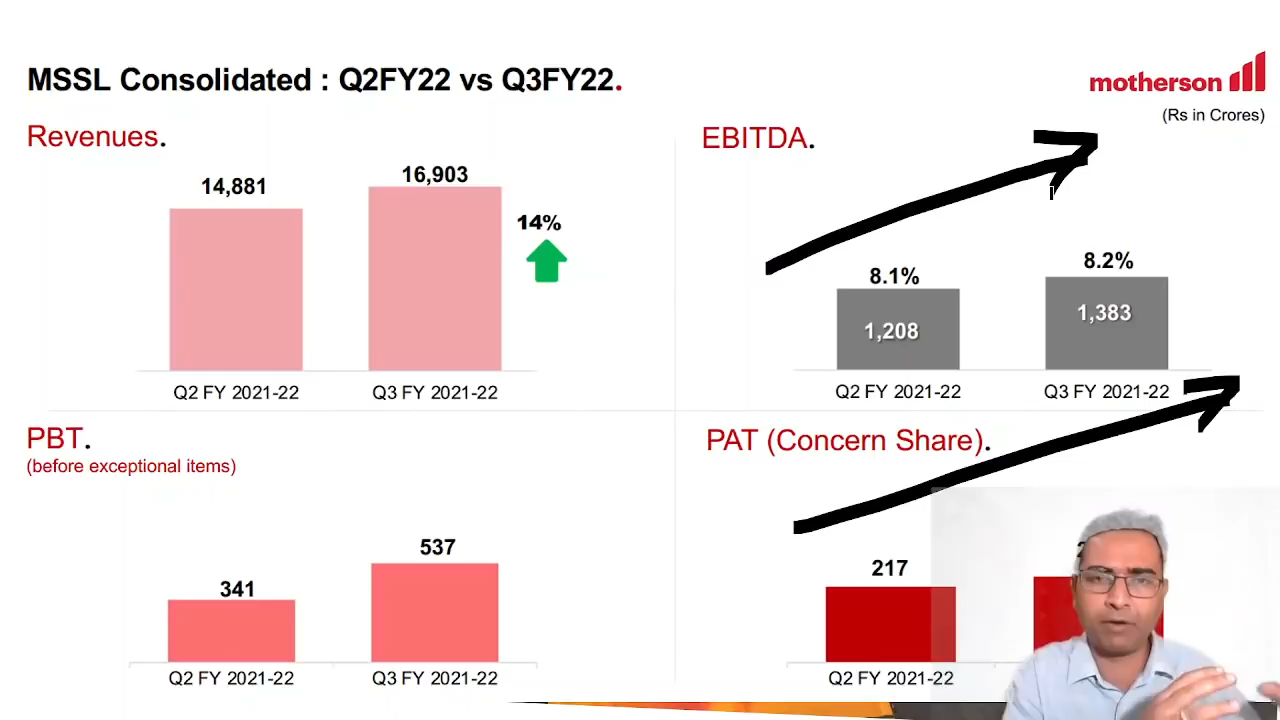 MSSL Consolidated : Q2FY22 vs Q3FY22.
motherson
(Rs in Crores)
Revenues.
14,881
16,903
14%
Q2 FY 2021-22
Q3 FY 2021-22
EBITDA.
8.1%
8.2%
1,208
1,383
Q2 FY 2021-22
Q3 FY 2021-22
PBT.
(before exceptional items)
341
537
Q2 FY 2021-22
Q3 FY 2021-22
PAT (Concern Share).
217
Q2 FY 2021-22